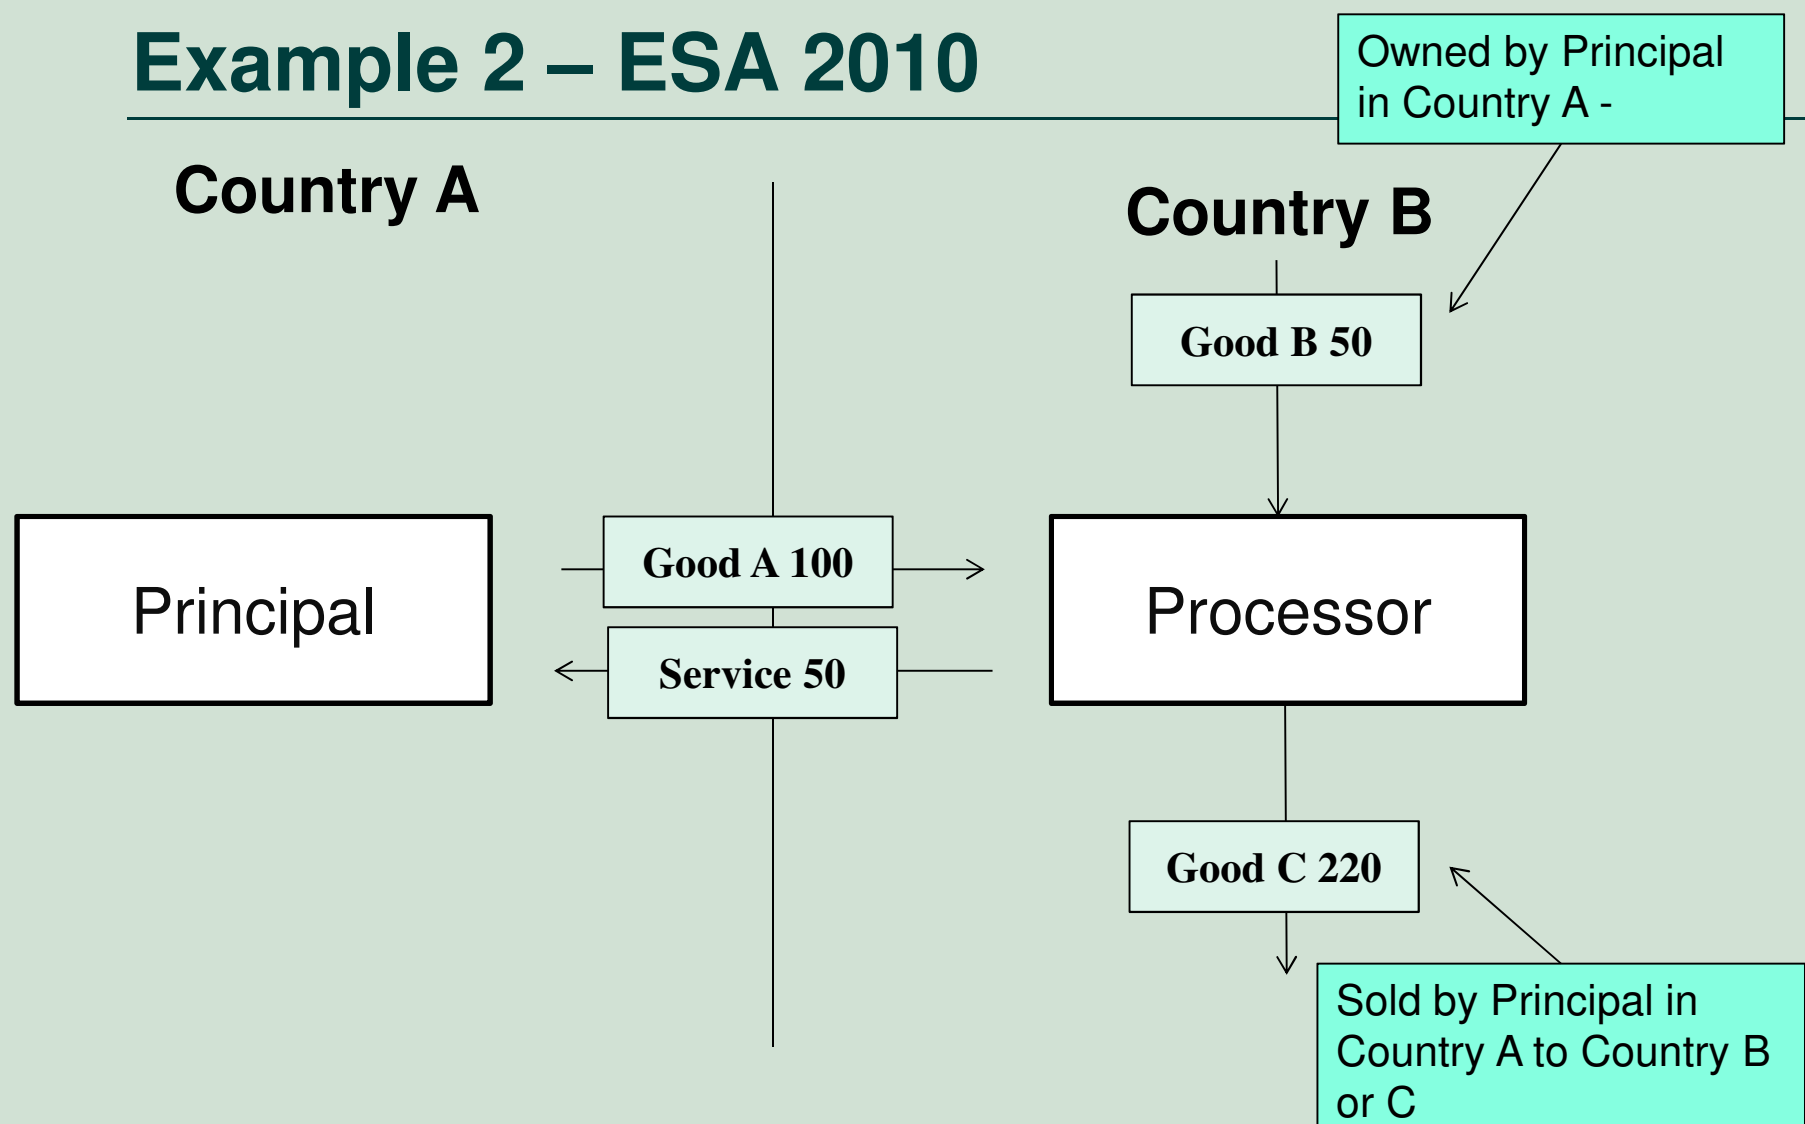 Example 2 – ESA 2010
Owned by Principal
in Country A -
Country A
Country B
Good B 50
Good A 100
Principal
Processor
Service 50
Good C 220
Sold by Principal in
Country A to Country B
or C